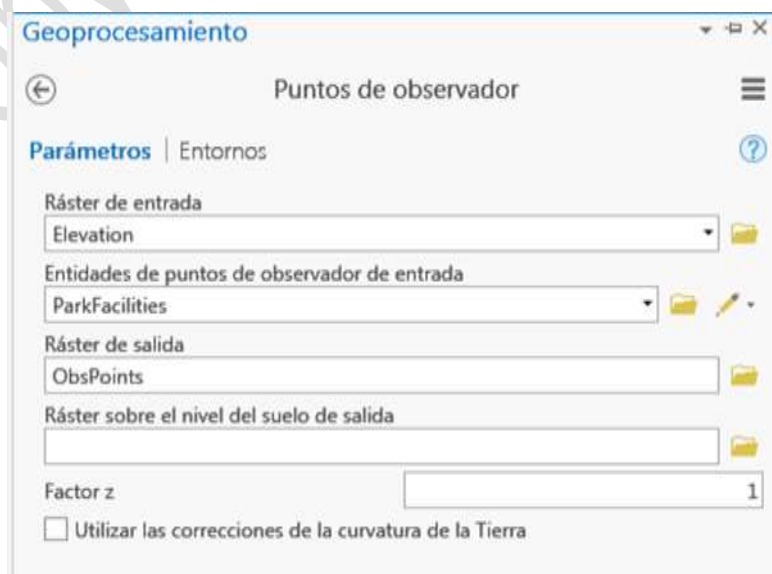 Geoprocesamiento
Puntos de observador
Parámetros | Entornos
Ráster de entrada
Elevation
Entidades de puntos de observador de entrada
ParkFacilities
Ráster de salida
ObsPoints
Ráster sobre el nivel del suelo de salida
Factor z 1
Utilizar las correcciones de la curvatura de la Tierra